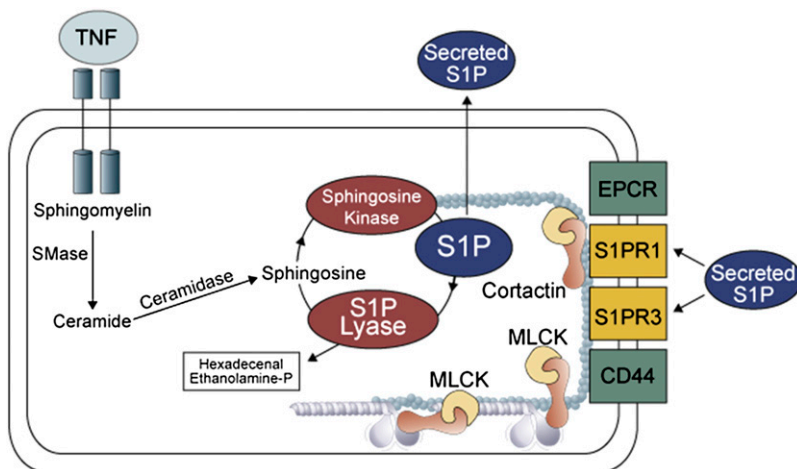 TNF
Secreted
S1P
Sphingomyelin
SMase
Ceramide
Ceramidase
Sphingosine
Sphingosine
Kinase
S1P
S1P
Lyase
Hexadecenal
Ethanolamine-P
Cortactin
MLCK
MLCK
EPCR
S1PR1
S1PR3
CD44
Secreted
S1P